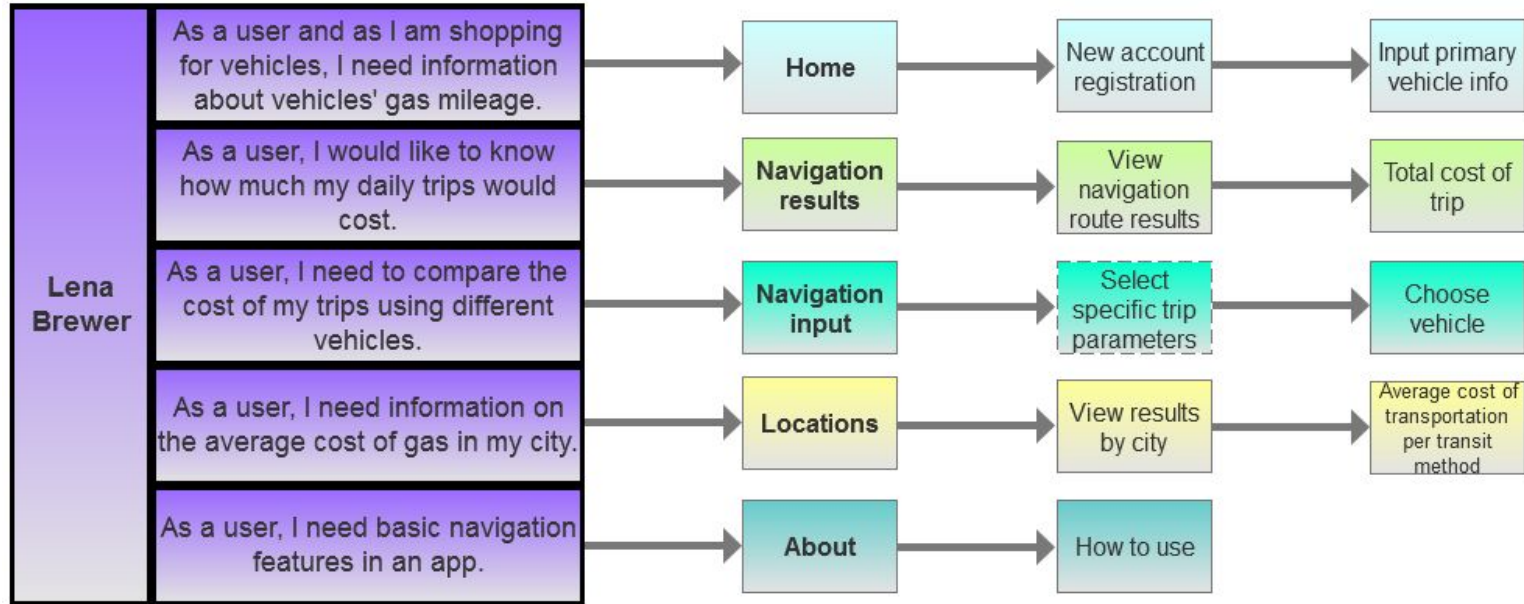 As a user and as I am shopping
for vehicles, I need information
about vehicles' gas mileage.
Home
New account
registration
Input primary
vehicle info
As a user, I would like to know
how much my daily trips would
cost.
Navigation
results
View
navigation
route results
Total cost of
trip
Lena
Brewer
As a user, I need to compare the
cost of my trips using different
vehicles.
Navigation
input
Select
specific trip
parameters
Choose
vehicle
As a user, I need information on
the average cost of gas in my city.
Locations
View results
by city
Average cost of
transportation
per transit
method
As a user, I need basic navigation
features in an app.
About
How to use